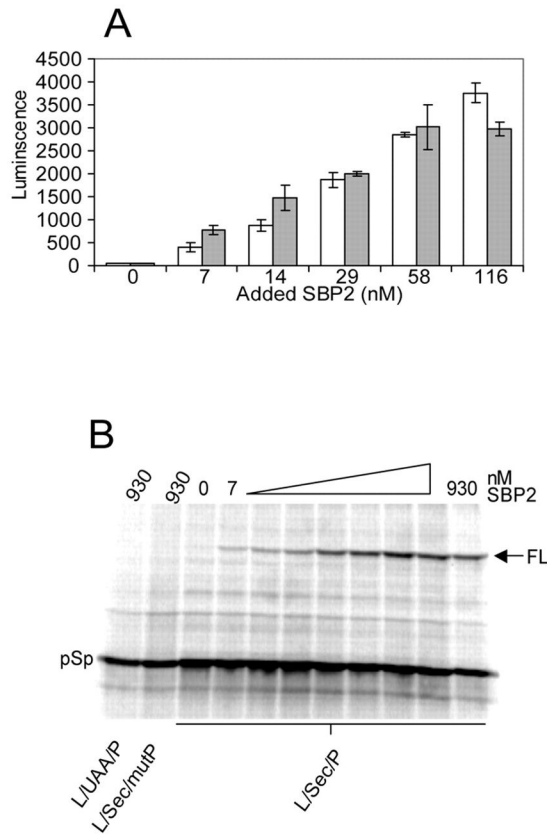 A
4500
4000
3500
3000
2500
2000
1500
1000
500
0
Luminscence
0 7 14 29 58 116
Added SBP2 (nM)
B
930 930 0 7 930 nM
SBP2
FL
pSp
L/UAA/P
L/Sec/mutP
L/Sec/P